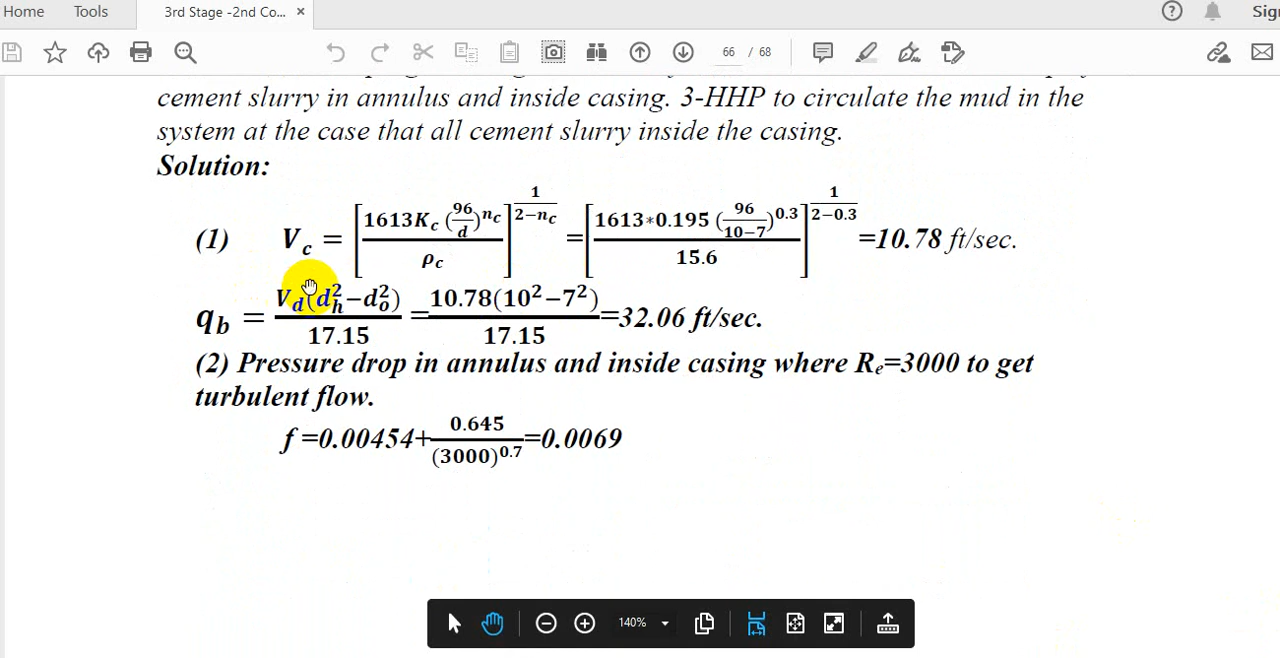 Home Tools 3rd Stage -2nd Co... × Sig
66 / 68
cement slurry in annulus and inside casing. 3-HHP to circulate the mud in the
system at the case that all cement slurry inside the casing.
Solution:
(1) V_c = [1613K_c (96/d)^n_c / ρ_c]^(1/(2−n_c)) = [1613*0.195 (96/(10−7))^0.3 / 15.6]^(1/(2−0.3)) =10.78 ft/sec.
q_b = V_d(d_h^2−d_o^2) / 17.15 = 10.78(10^2−7^2) / 17.15 =32.06 ft/sec.
(2) Pressure drop in annulus and inside casing where R_e=3000 to get
turbulent flow.
f =0.00454+ 0.645 / (3000)^0.7 =0.0069
140%